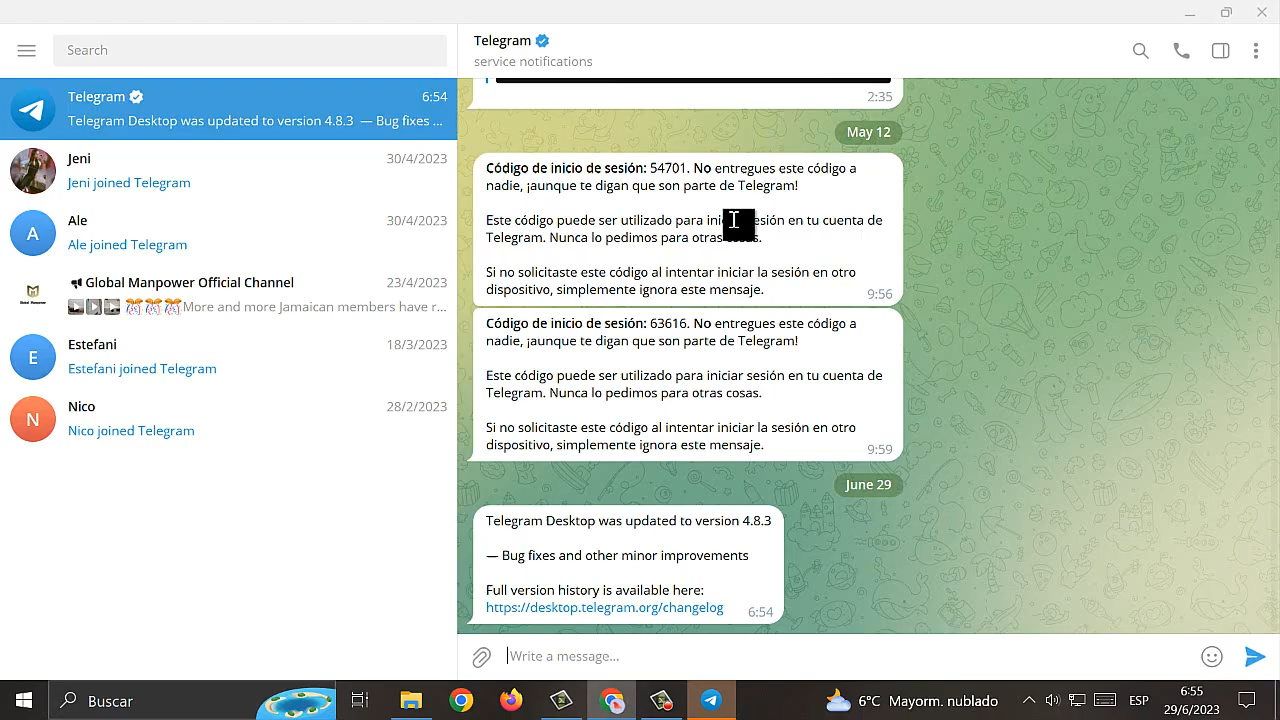 Search
Telegram
6:54
Telegram Desktop was updated to version 4.8.3 — Bug fixes ...
Jeni
30/4/2023
Jeni joined Telegram
A
Ale
30/4/2023
Ale joined Telegram
Global Manpower Official Channel
23/4/2023
More and more Jamaican members have r...
E
Estefani
18/3/2023
Estefani joined Telegram
N
Nico
28/2/2023
Nico joined Telegram
Telegram
service notifications
2:35
May 12
Código de inicio de sesión: 54701. No entregues este código a
nadie, ¡aunque te digan que son parte de Telegram!
Este código puede ser utilizado para sesión en tu cuenta de
Telegram. Nunca lo pedimos para otras cosas.
Si no solicitaste este código al intentar iniciar la sesión en otro
dispositivo, simplemente ignora este mensaje.
9:56
Código de inicio de sesión: 63616. No entregues este código a
nadie, ¡aunque te digan que son parte de Telegram!
Este código puede ser utilizado para iniciar sesión en tu cuenta de
Telegram. Nunca lo pedimos para otras cosas.
Si no solicitaste este código al intentar iniciar la sesión en otro
dispositivo, simplemente ignora este mensaje.
9:59
June 29
Telegram Desktop was updated to version 4.8.3
— Bug fixes and other minor improvements
Full version history is available here:
https://desktop.telegram.org/changelog
6:54
Write a message...
Buscar
6°C Mayorm. nublado
ESP
6:55
29/6/2023